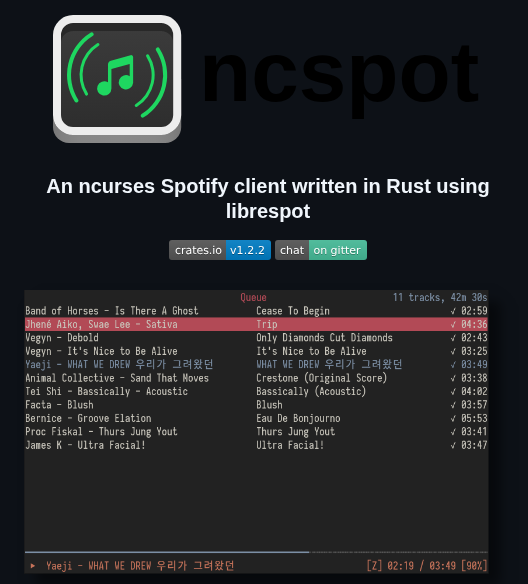 ncspot
An ncurses Spotify client written in Rust using
librespot
crates.io v1.2.2 chat on gitter
Queue 11 tracks, 42m 30s
Band of Horses - Is There A Ghost Cease To Begin ✓ 02:59
Jhené Aiko, Swae Lee - Sativa Trip ✓ 04:36
Vegyn - Debold Only Diamonds Cut Diamonds ✓ 02:43
Vegyn - It's Nice to Be Alive It's Nice to Be Alive ✓ 03:25
Yaeji - WHAT WE DREW 우리가 그려왔던 WHAT WE DREW 우리가 그려왔던 ✓ 03:49
Animal Collective - Sand That Moves Crestone (Original Score) ✓ 03:38
Tei Shi - Bassically - Acoustic Bassically (Acoustic) ✓ 04:02
Facta - Blush Blush ✓ 03:57
Bernice - Groove Elation Eau De Bonjourno ✓ 05:53
Proc Fiskal - Thurs Jung Yout Thurs Jung Yout ✓ 03:41
James K - Ultra Facial! Ultra Facial! ✓ 03:47
Yaeji - WHAT WE DREW 우리가 그려왔던 [Z] 02:19 / 03:49 [90%]